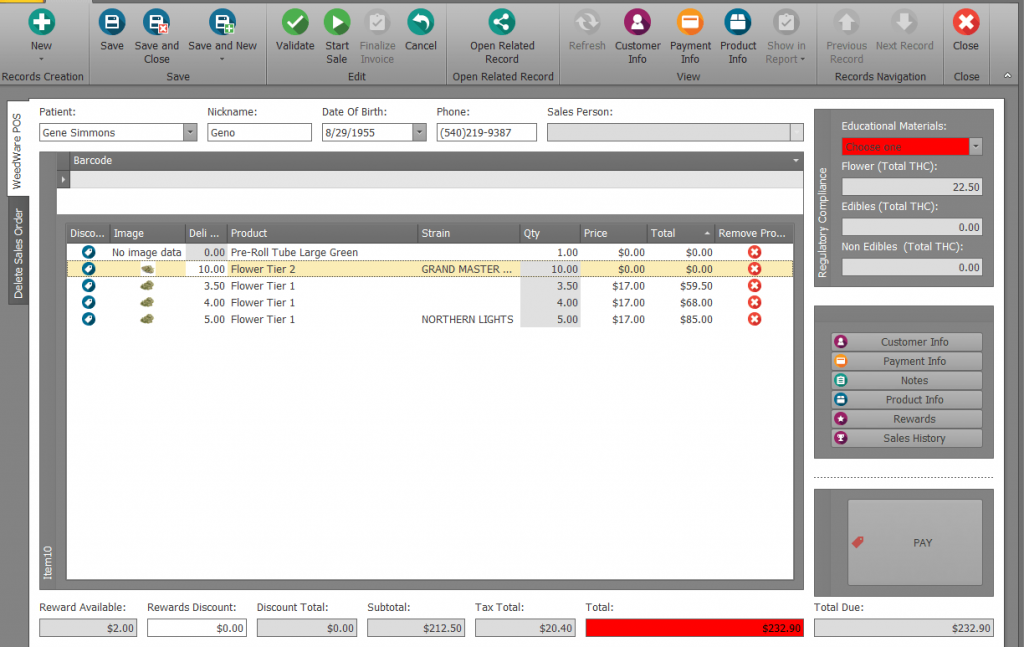 New
Save
Save and Close
Save and New
Validate
Start Sale
Finalize Invoice
Cancel
Open Related Record
Refresh
Customer Info
Payment Info
Product Info
Show in Report
Previous Record
Next Record
Close
Records Creation
Save
Edit
Open Related Record
View
Records Navigation
Close
WeedWare POS
Delete Sales Order
Patient:
Nickname:
Date Of Birth:
Phone:
Sales Person:
Gene Simmons
Geno
8/29/1955
(540)219-9387
Barcode
Disco... Image Deli ... Product Strain Qty Price Total Remove Pro...
No image data 0.00 Pre-Roll Tube Large Green 1.00 $0.00 $0.00
10.00 Flower Tier 2 GRAND MASTER ... 10.00 $0.00 $0.00
3.50 Flower Tier 1 3.50 $17.00 $59.50
4.00 Flower Tier 1 4.00 $17.00 $68.00
5.00 Flower Tier 1 NORTHERN LIGHTS 5.00 $17.00 $85.00
Item10
Regulatory Compliance
Educational Materials:
Choose one
Flower (Total THC):
22.50
Edibles (Total THC):
0.00
Non Edibles (Total THC):
0.00
Customer Info
Payment Info
Notes
Product Info
Rewards
Sales History
PAY
Reward Available:
Rewards Discount:
Discount Total:
Subtotal:
Tax Total:
Total:
Total Due:
$2.00
$0.00
$0.00
$212.50
$20.40
$232.90
$232.90